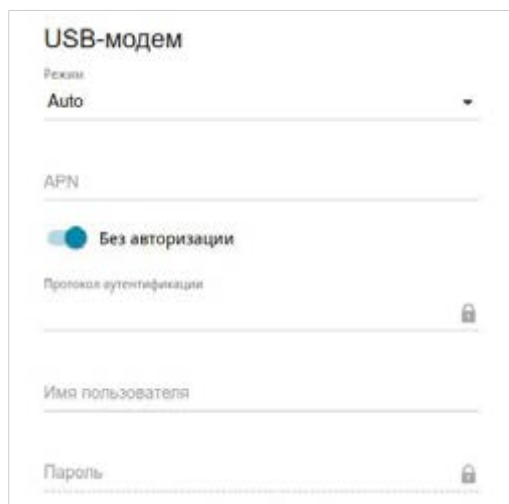 USB-модем
Режим
Auto
APN
Без авторизации
Протокол аутентификации
Имя пользователя
Пароль